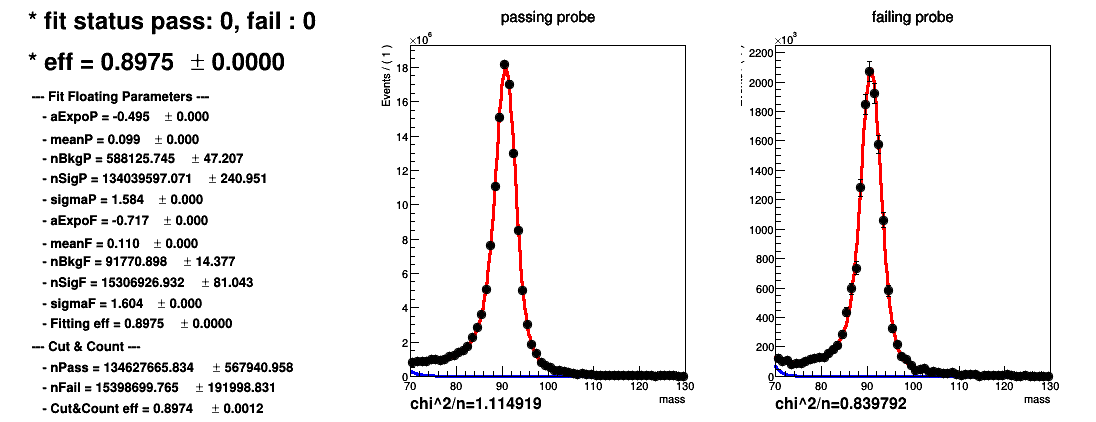 * fit status pass: 0, fail : 0
* eff = 0.8975 ± 0.0000
--- Fit Floating Parameters ---
- aExpoP = -0.495 ± 0.000
- meanP = 0.099 ± 0.000
- nBkgP = 588125.745 ± 47.207
- nSigP = 134039597.071 ± 240.951
- sigmaP = 1.584 ± 0.000
- aExpoF = -0.717 ± 0.000
- meanF = 0.110 ± 0.000
- nBkgF = 91770.898 ± 14.377
- nSigF = 15306926.932 ± 81.043
- sigmaF = 1.604 ± 0.000
- Fitting eff = 0.8975 ± 0.0000
--- Cut & Count ---
- nPass = 134627665.834 ± 567940.958
- nFail = 15398699.765 ± 191998.831
- Cut&Count eff = 0.8974 ± 0.0012
passing probe
×10⁶
Events / ( 1 )
18
16
14
12
10
8
6
4
2
0
70 80 90 100 110 120 130
mass
chi^2/n=1.114919
failing probe
×10³
2200
2000
1800
1600
1400
1200
1000
800
600
400
200
0
70 80 90 100 110 120 130
mass
chi^2/n=0.839792